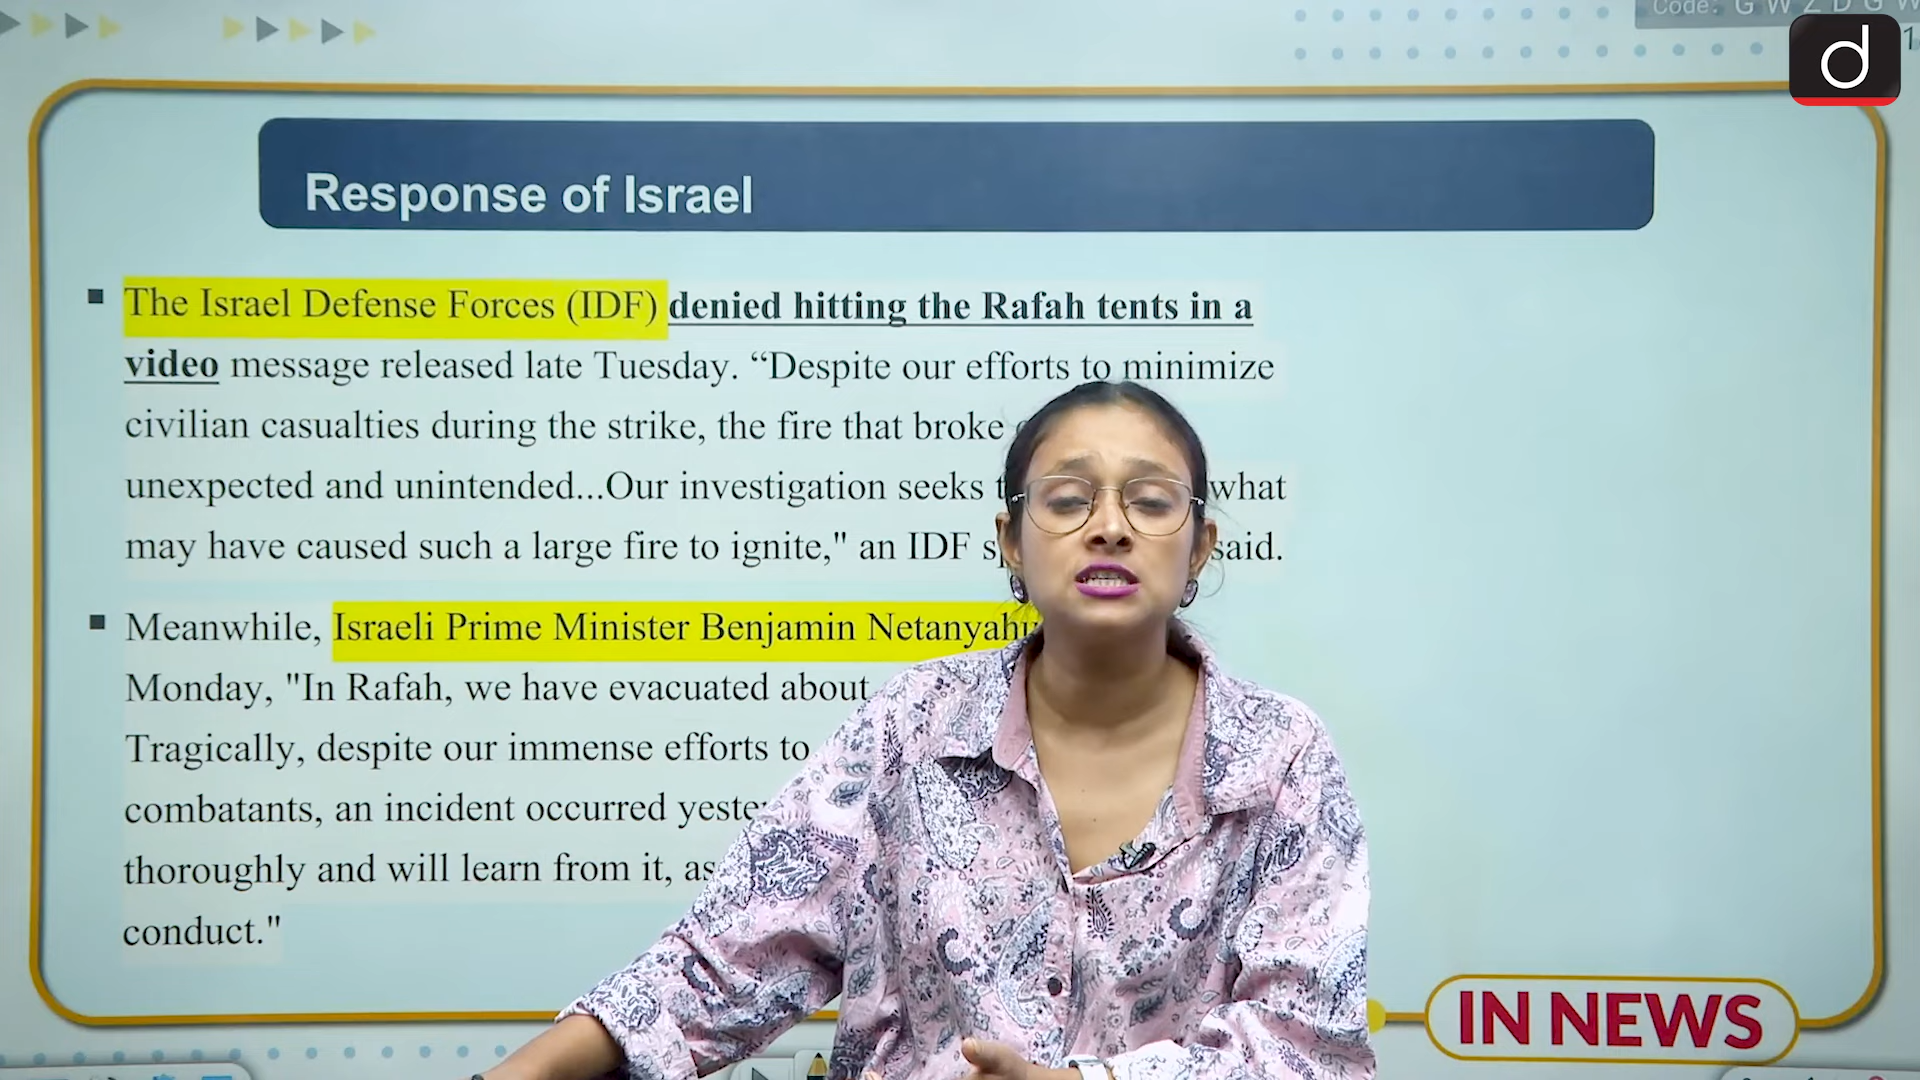 Code: G W Z D G W
d
1
Response of Israel
The Israel Defense Forces (IDF) denied hitting the Rafah tents in a
video message released late Tuesday. “Despite our efforts to minimize
civilian casualties during the strike, the fire that broke
unexpected and unintended...Our investigation seeks what
may have caused such a large fire to ignite," an IDF said.
Meanwhile, Israeli Prime Minister Benjamin Netanyahu
Monday, "In Rafah, we have evacuated about
Tragically, despite our immense efforts to
combatants, an incident occurred
thoroughly and will learn from it, as
conduct."
IN NEWS